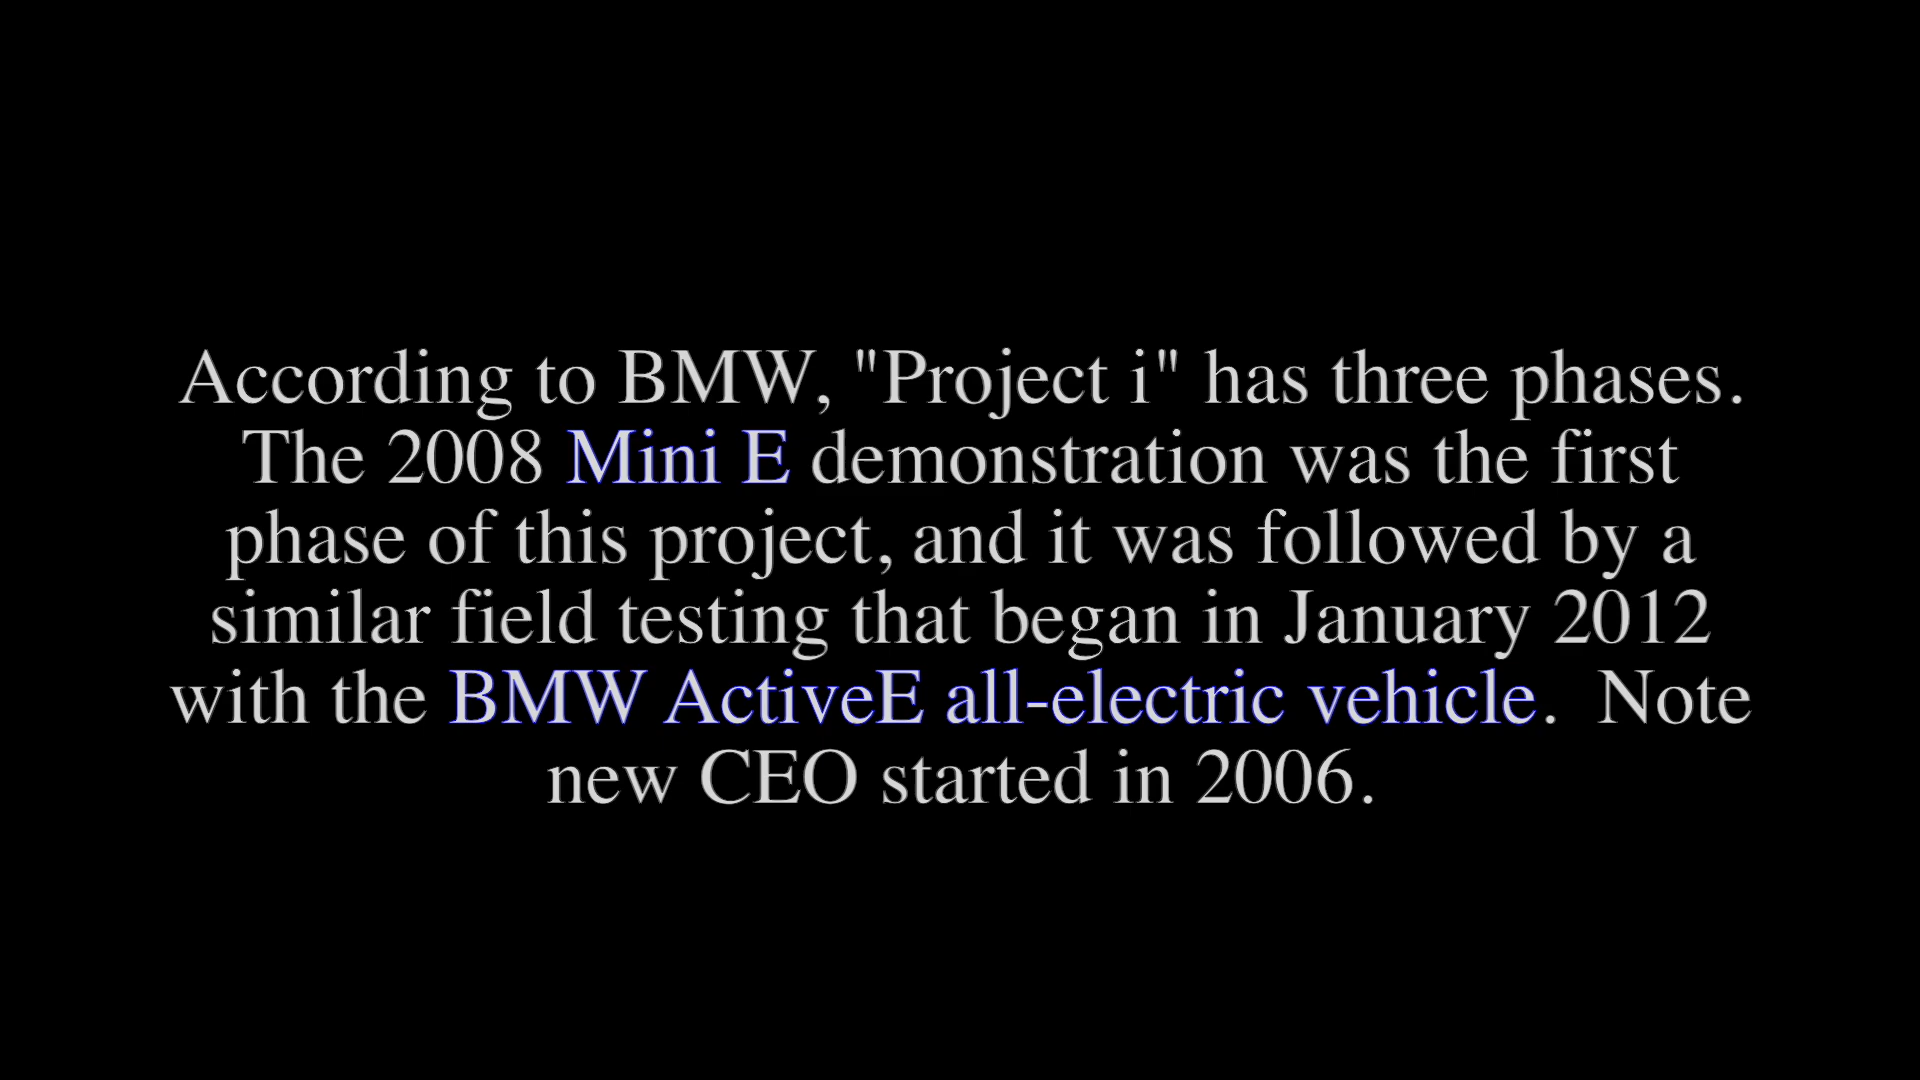 According to BMW, "Project i" has three phases.
The 2008 Mini E demonstration was the first
phase of this project, and it was followed by a
similar field testing that began in January 2012
with the BMW ActiveE all-electric vehicle.  Note
new CEO started in 2006.